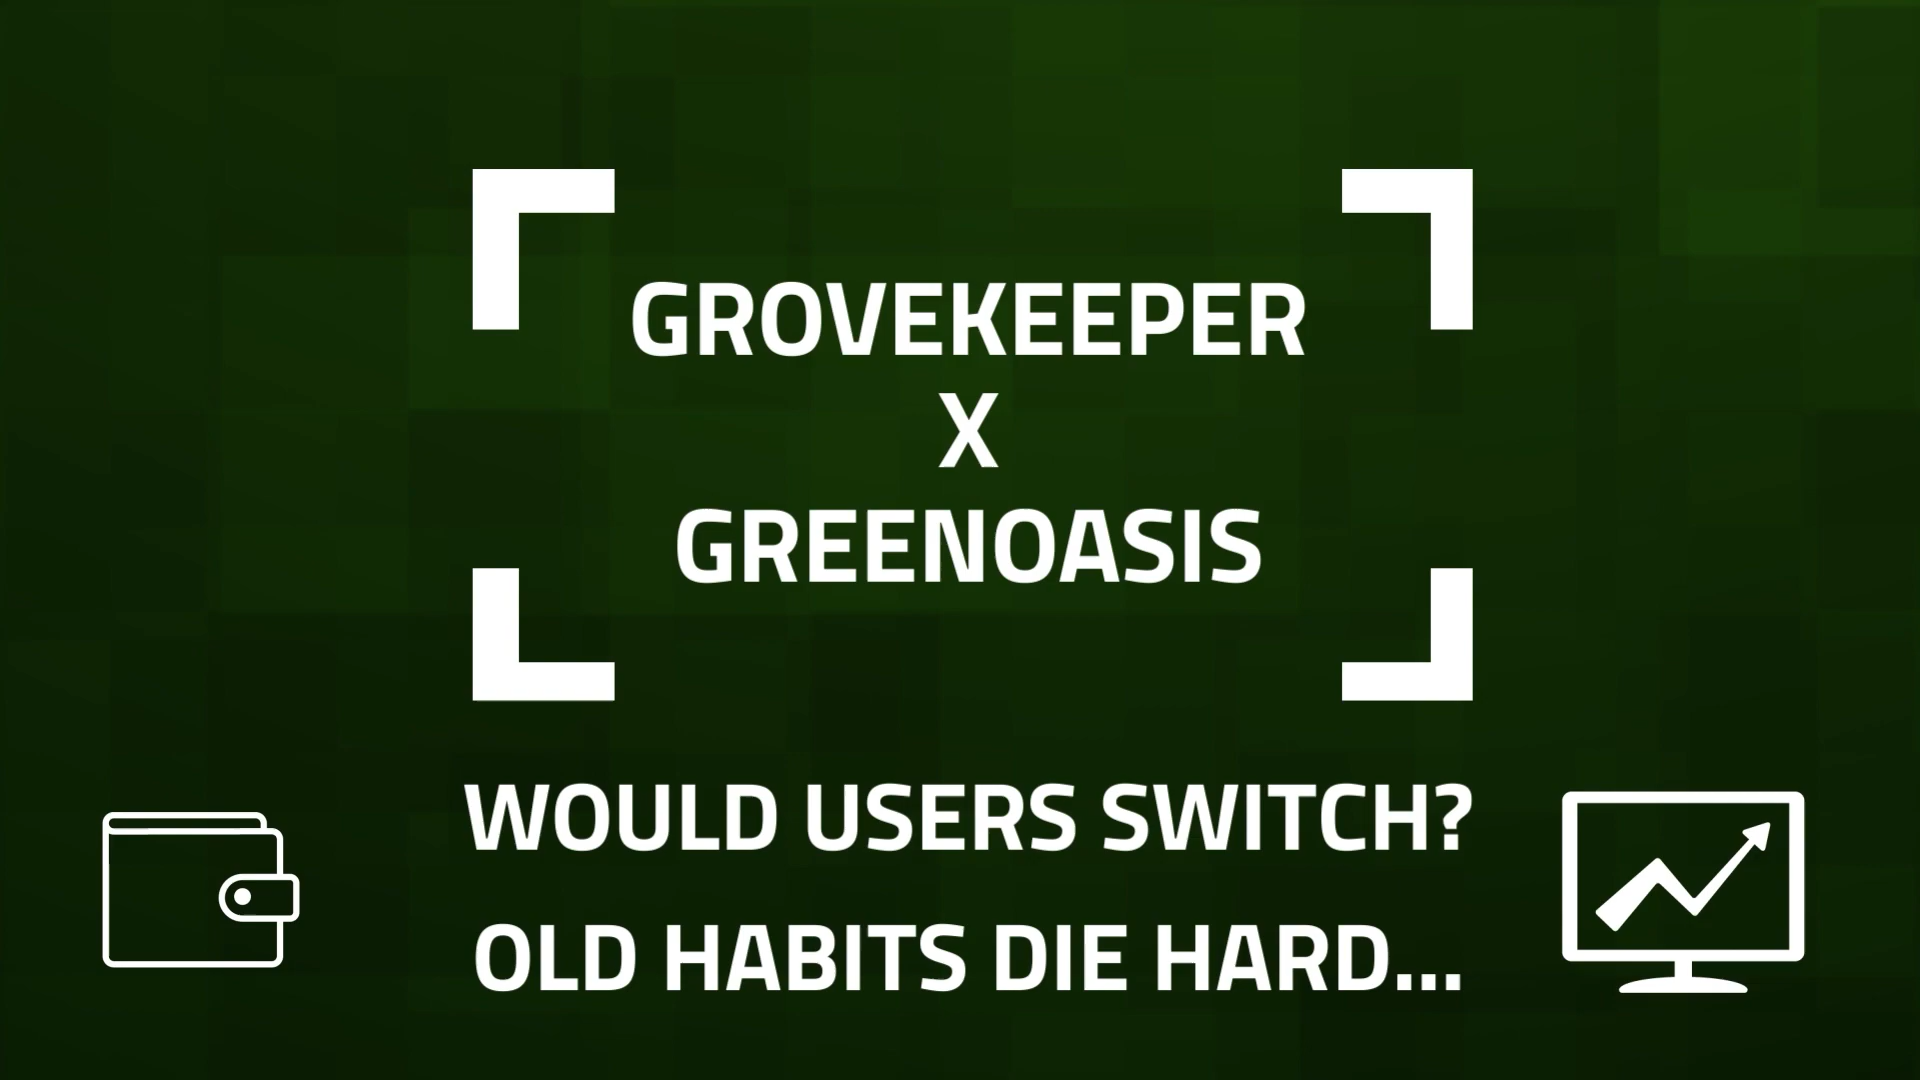 GROVEKEEPER
X
GREENOASIS
WOULD USERS SWITCH?
OLD HABITS DIE HARD...